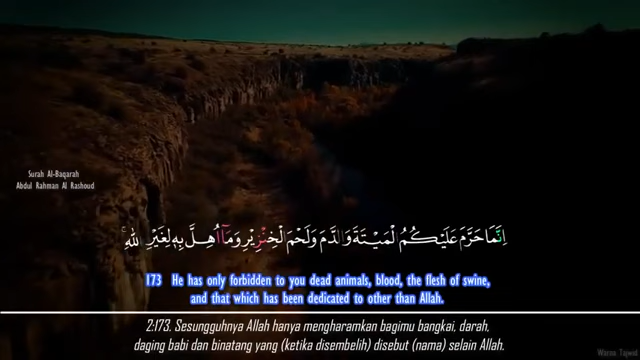 Surah Al-Baqarah
Abdul Rahman Al Rashoud
اِنَّمَا حَرَّمَ عَلَيْكُمُ الْمَيْتَةَ وَالدَّمَ وَلَحْمَ الْخِنْزِيْرِ وَمَآ اُهِلَّ بِهٖ لِغَيْرِ اللّٰهِ ۚ
173 He has only forbidden to you dead animals, blood, the flesh of swine,
and that which has been dedicated to other than Allah.
2:173. Sesungguhnya Allah hanya mengharamkan bagimu bangkai, darah,
daging babi dan binatang yang (ketika disembelih) disebut (nama) selain Allah.
Warna Tajwid